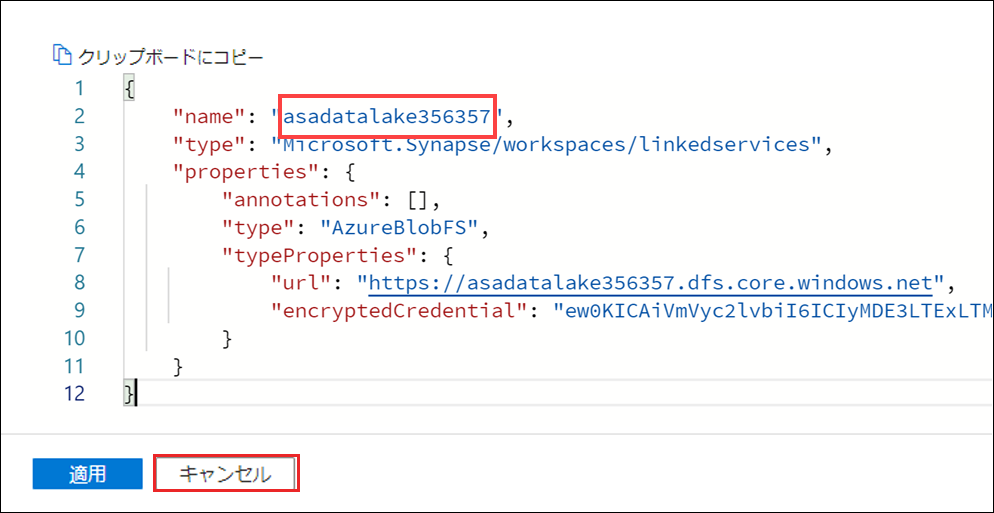 クリップボードにコピー
1 {
2 "name": "asadatalake356357",
3 "type": "Microsoft.Synapse/workspaces/linkedservices",
4 "properties": {
5 "annotations": [],
6 "type": "AzureBlobFS",
7 "typeProperties": {
8 "url": "https://asadatalake356357.dfs.core.windows.net",
9 "encryptedCredential": "ew0KICAiVmVyc2lvbiI6ICIyMDE3LTExLTM
10 }
11 }
12 }
適用 キャンセル